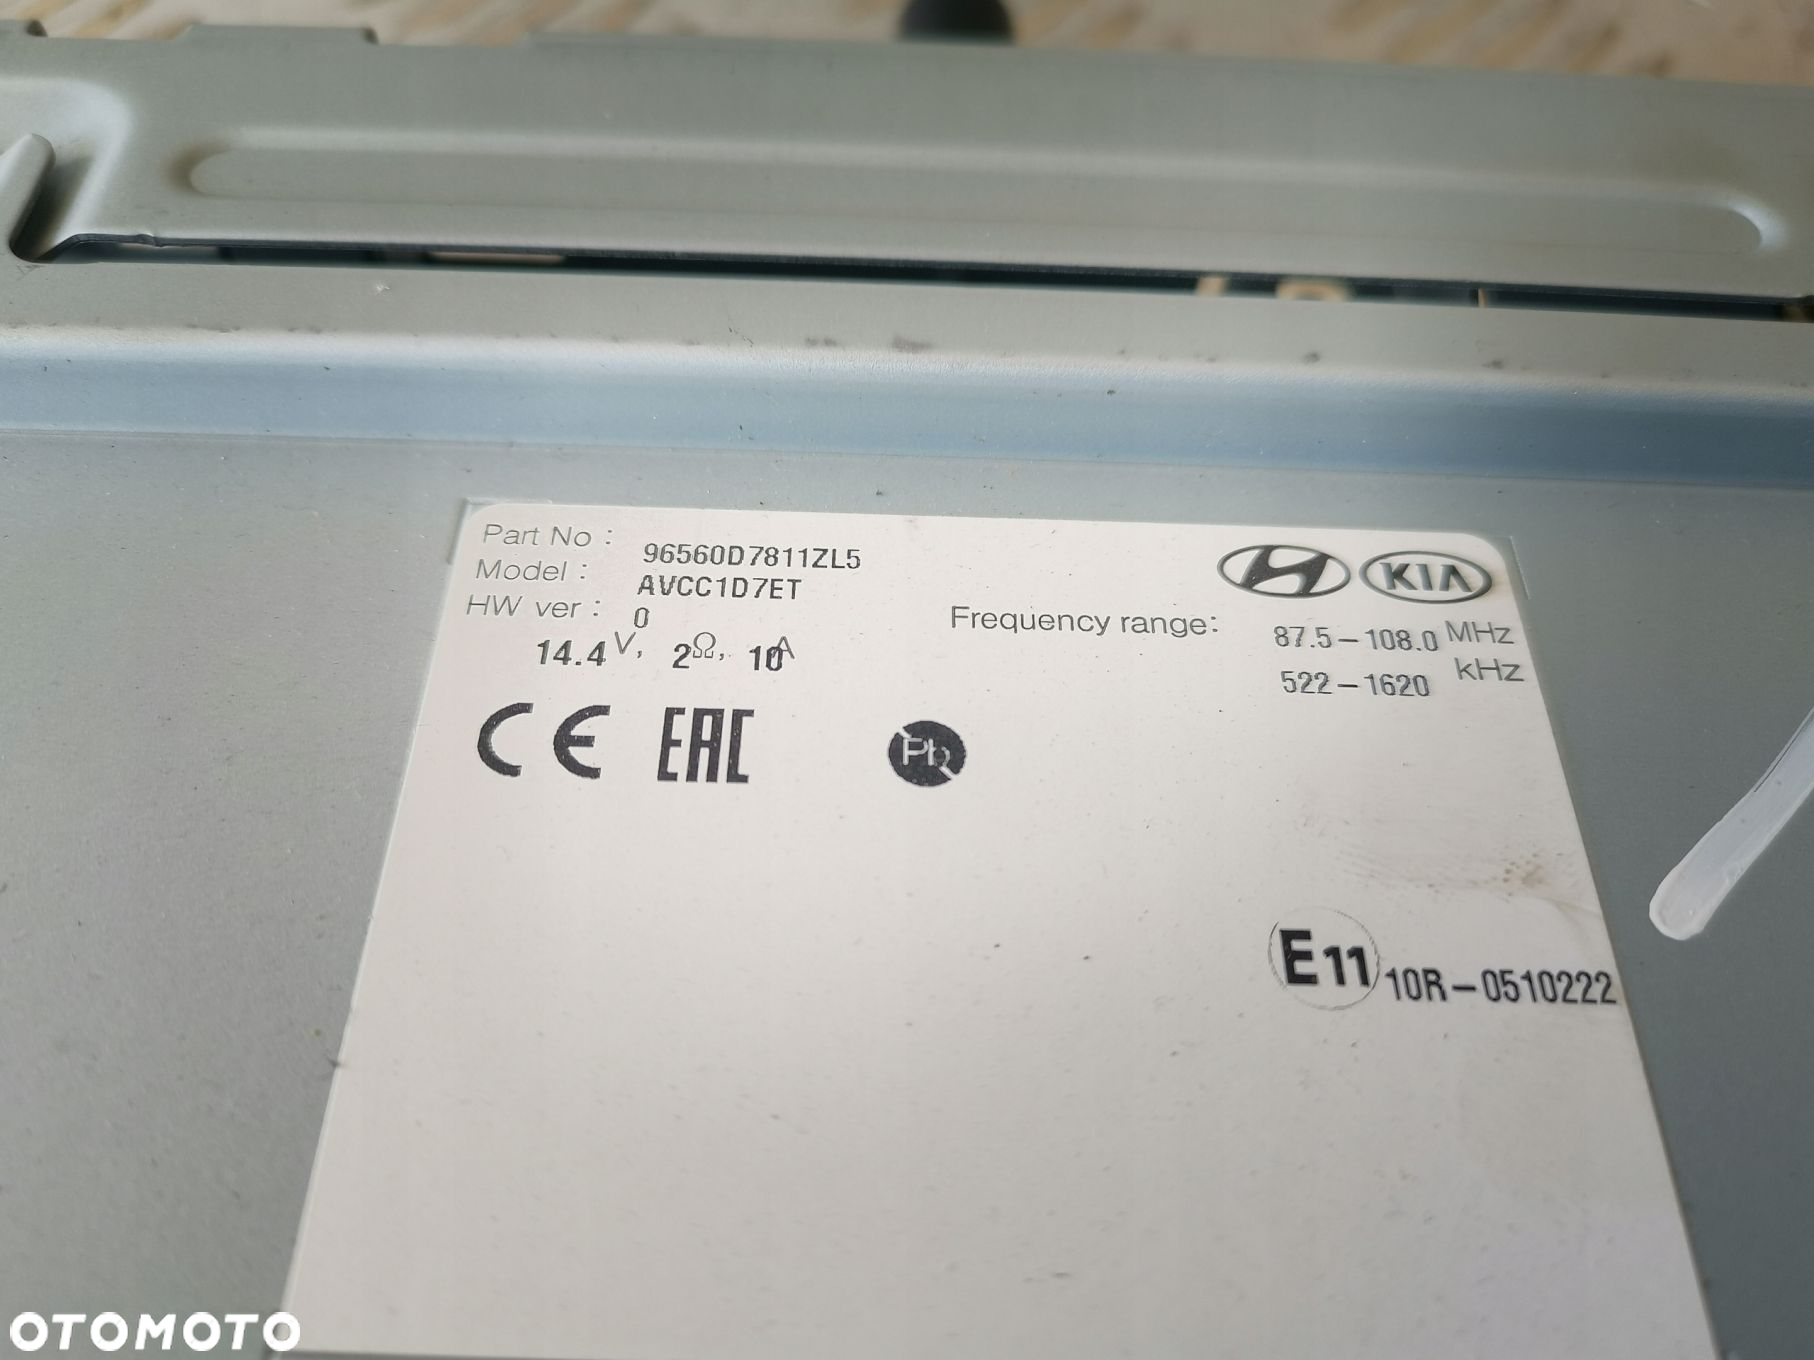 Part No : 96560D7811ZL5
Model : AVCC1D7ET
HW ver : 0
14.4 V, 2Ω, 10A
KIA
Frequency range: 87.5-108.0 MHz
522-1620 kHz
CE EAC Pb
E11 10R-0510222
OTOMOTO